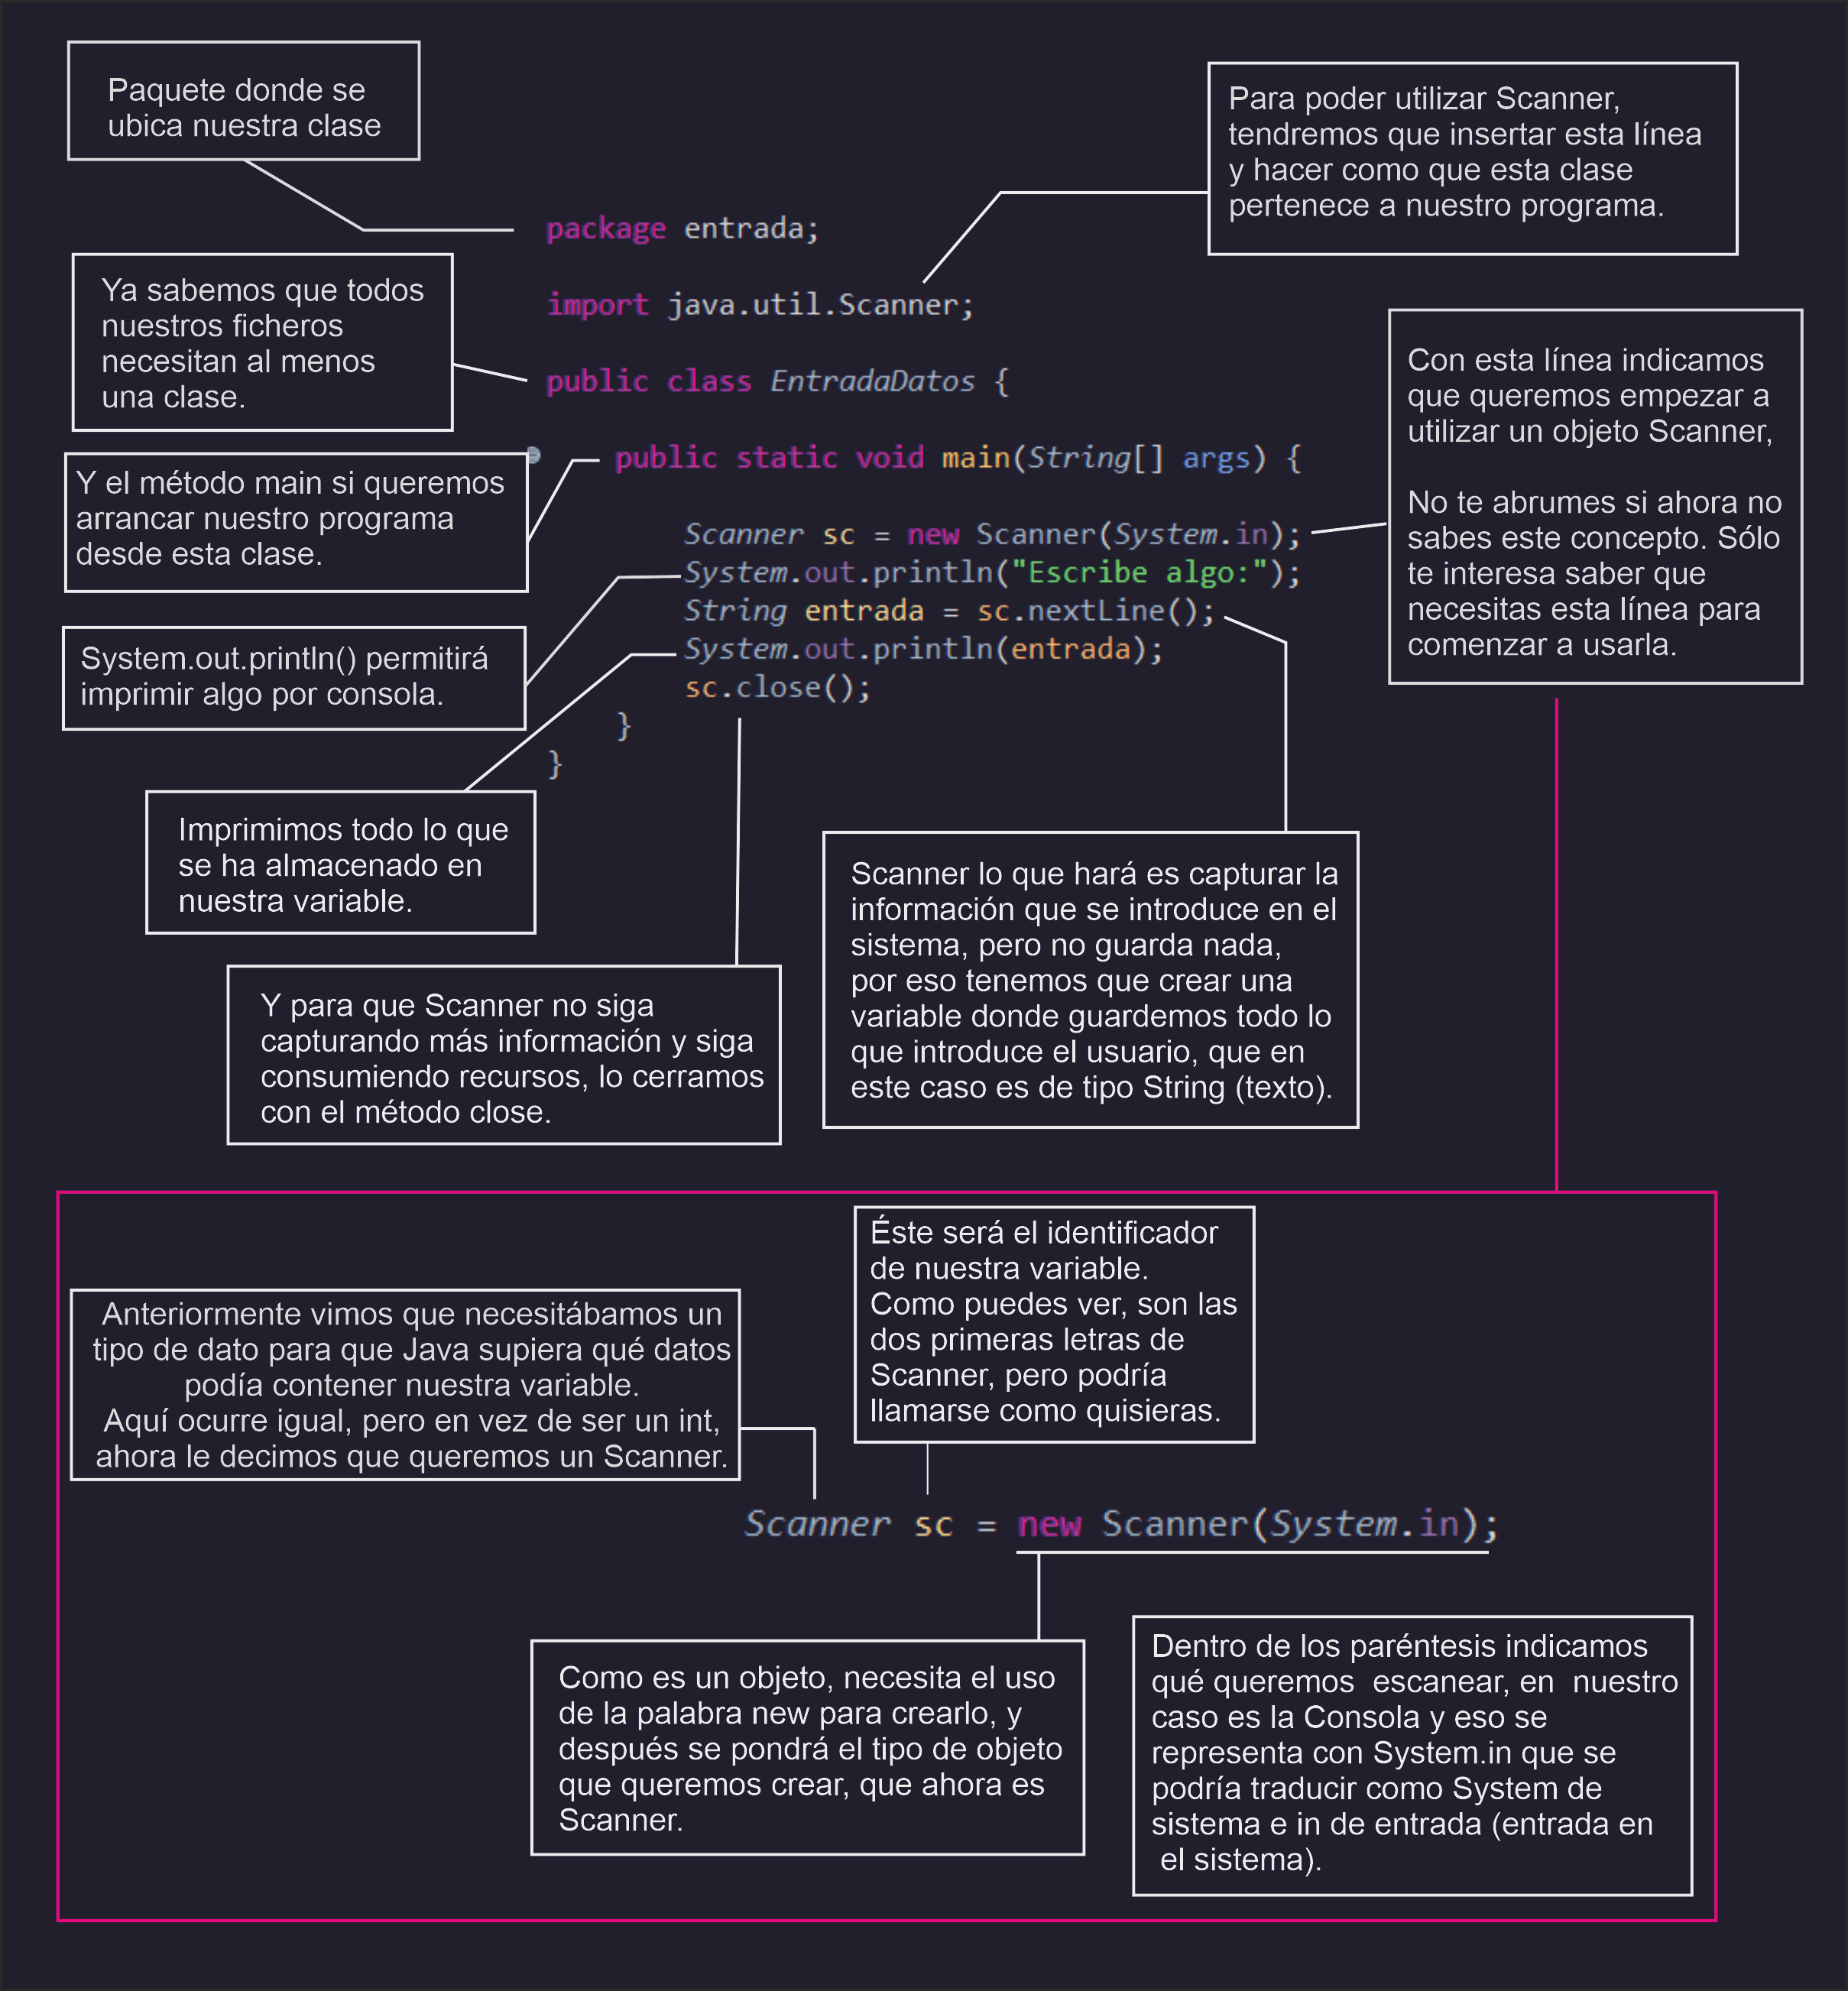 Paquete donde se
ubica nuestra clase
Para poder utilizar Scanner,
tendremos que insertar esta línea
y hacer como que esta clase
pertenece a nuestro programa.
package entrada;
Ya sabemos que todos
nuestros ficheros
necesitan al menos
una clase.
import java.util.Scanner;
public class EntradaDatos {
Con esta línea indicamos
que queremos empezar a
utilizar un objeto Scanner,
No te abrumes si ahora no
sabes este concepto. Sólo
te interesa saber que
necesitas esta línea para
comenzar a usarla.
Y el método main si queremos
arrancar nuestro programa
desde esta clase.
public static void main(String[] args) {
Scanner sc = new Scanner(System.in);
System.out.println("Escribe algo:");
String entrada = sc.nextLine();
System.out.println(entrada);
sc.close();
}
}
System.out.println() permitirá
imprimir algo por consola.
Imprimimos todo lo que
se ha almacenado en
nuestra variable.
Scanner lo que hará es capturar la
información que se introduce en el
sistema, pero no guarda nada,
por eso tenemos que crear una
variable donde guardemos todo lo
que introduce el usuario, que en
este caso es de tipo String (texto).
Y para que Scanner no siga
capturando más información y siga
consumiendo recursos, lo cerramos
con el método close.
Éste será el identificador
de nuestra variable.
Como puedes ver, son las
dos primeras letras de
Scanner, pero podría
llamarse como quisieras.
Anteriormente vimos que necesitábamos un
tipo de dato para que Java supiera qué datos
podía contener nuestra variable.
Aquí ocurre igual, pero en vez de ser un int,
ahora le decimos que queremos un Scanner.
Scanner sc = new Scanner(System.in);
Como es un objeto, necesita el uso
de la palabra new para crearlo, y
después se pondrá el tipo de objeto
que queremos crear, que ahora es
Scanner.
Dentro de los paréntesis indicamos
qué queremos escanear, en nuestro
caso es la Consola y eso se
representa con System.in que se
podría traducir como System de
sistema e in de entrada (entrada en
el sistema).